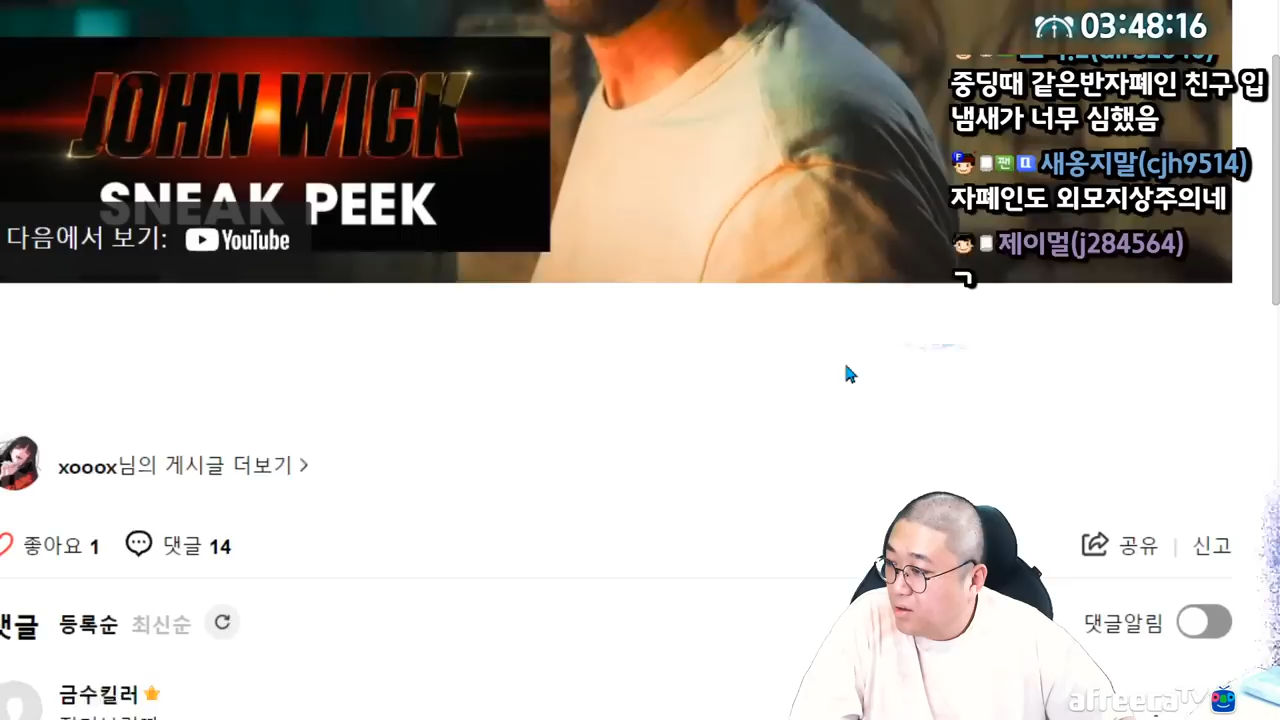 03:48:16
중딩때 같은반자폐인 친구 입
냄새가 너무 심했음
새옹지말(cjh9514)
자폐인도 외모지상주의네
제이멀(j284564)
ㄱ
JOHN WICK
SNEAK PEEK
다음에서 보기: YouTube
xooox님의 게시글 더보기 >
좋아요 1 댓글 14
공유 | 신고
댓글 등록순 최신순
댓글알림
금수킬러
afreecaTV